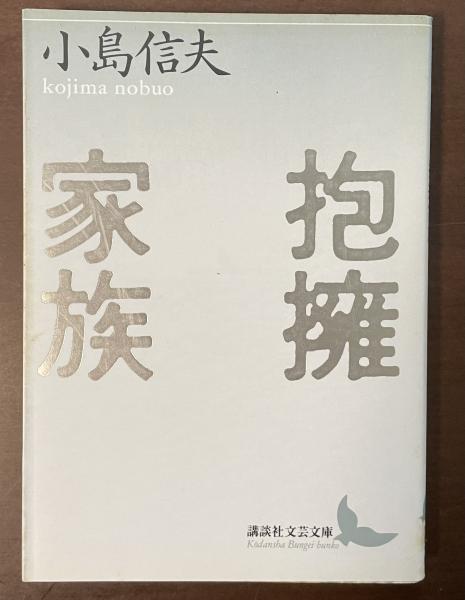 小島信夫
kojima nobuo
抱擁
家族
講談社文芸文庫
Kōdansha Bungei bunko